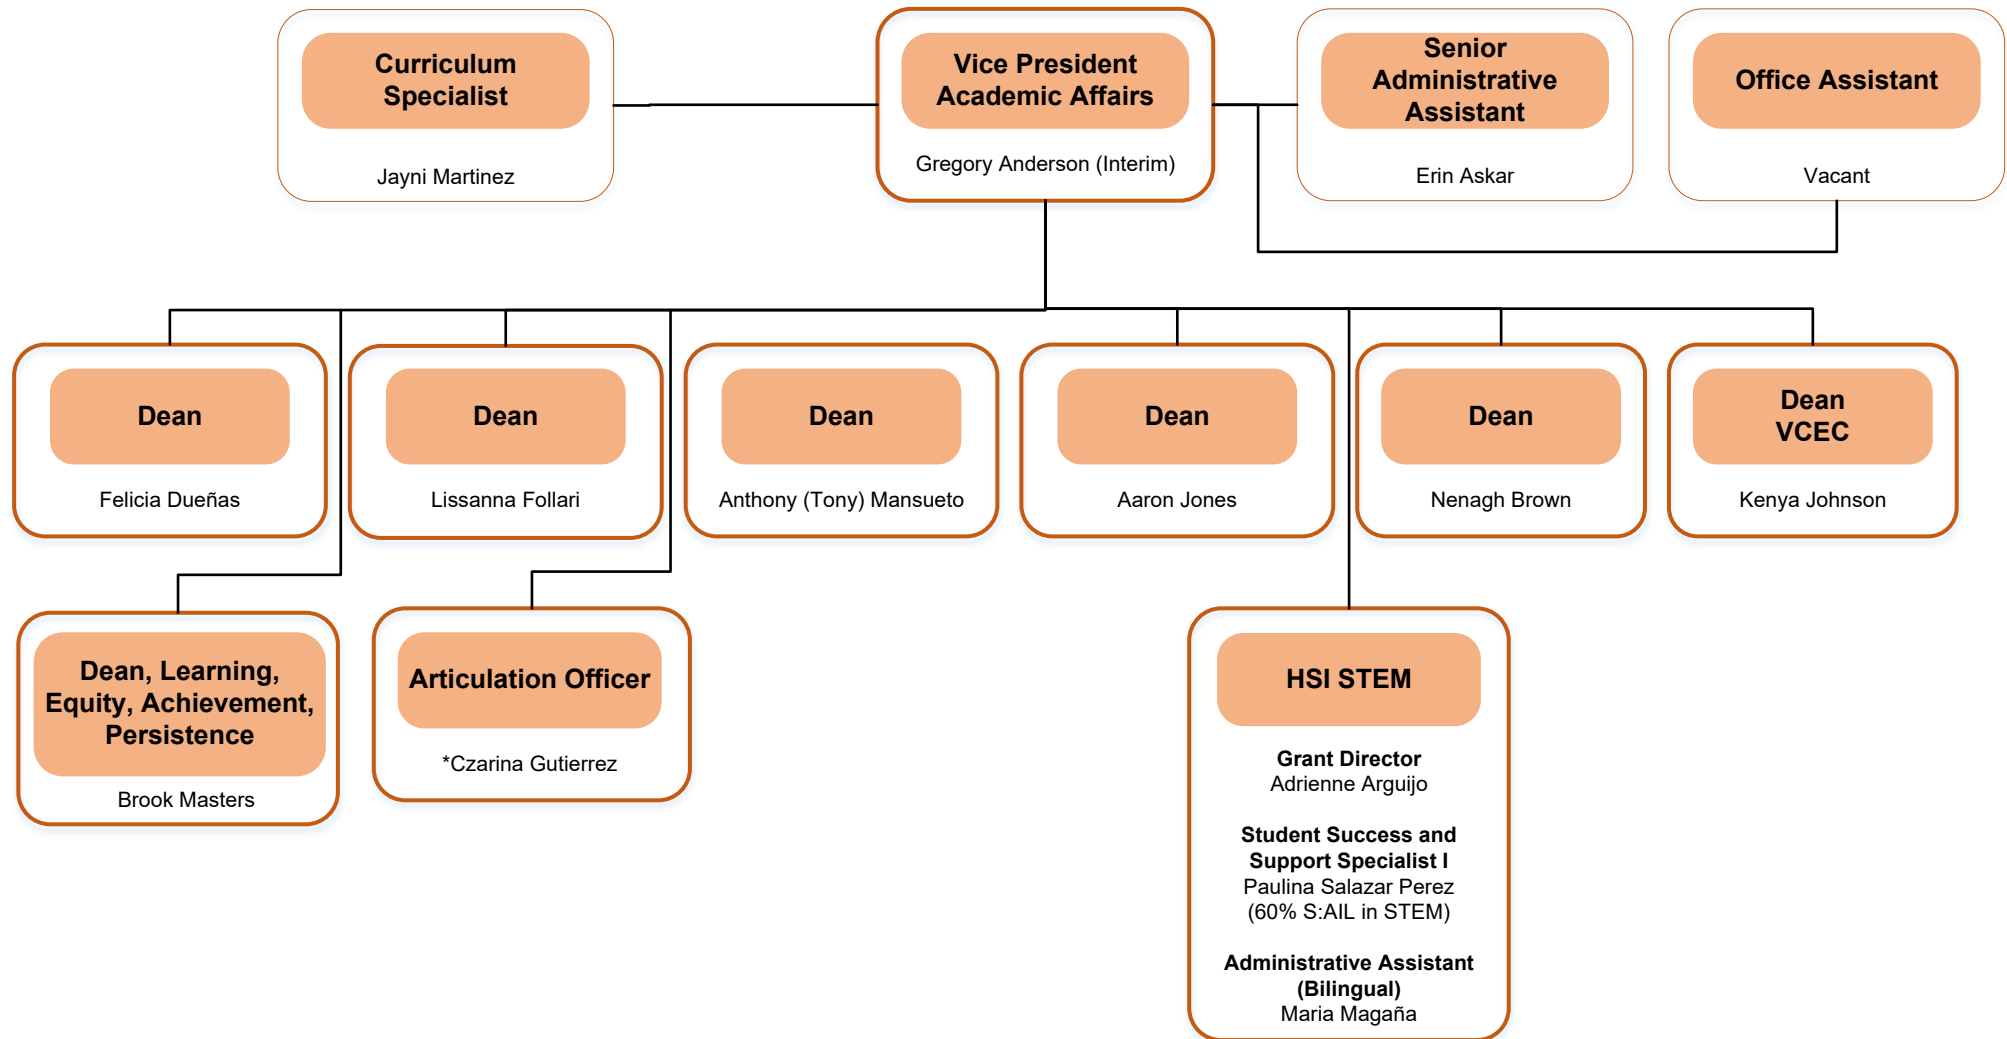 Curriculum
Specialist
Jayni Martinez
Vice President
Academic Affairs
Gregory Anderson (Interim)
Senior
Administrative
Assistant
Erin Askar
Office Assistant
Vacant
Dean
Felicia Dueñas
Dean
Lissanna Follari
Dean
Anthony (Tony) Mansueto
Dean
Aaron Jones
Dean
Nenagh Brown
Dean
VCEC
Kenya Johnson
Dean, Learning,
Equity, Achievement,
Persistence
Brook Masters
Articulation Officer
*Czarina Gutierrez
HSI STEM
Grant Director
Adrienne Arguijo
Student Success and
Support Specialist I
Paulina Salazar Perez
(60% S:AIL in STEM)
Administrative Assistant
(Bilingual)
Maria Magaña